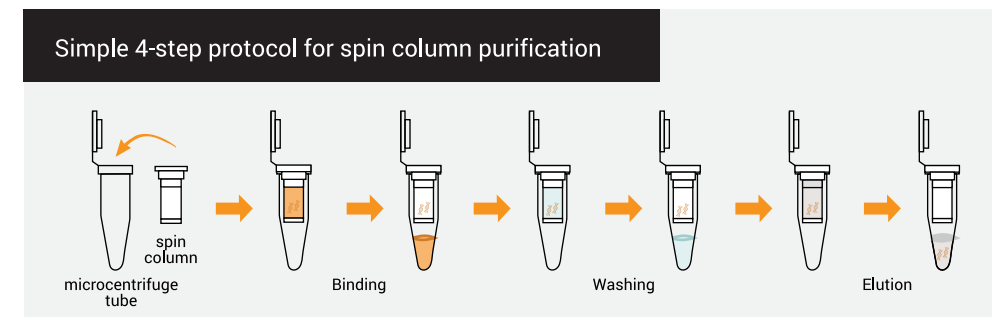 Simple 4-step protocol for spin column purification
spin
column
microcentrifuge
tube
Binding
Washing
Elution